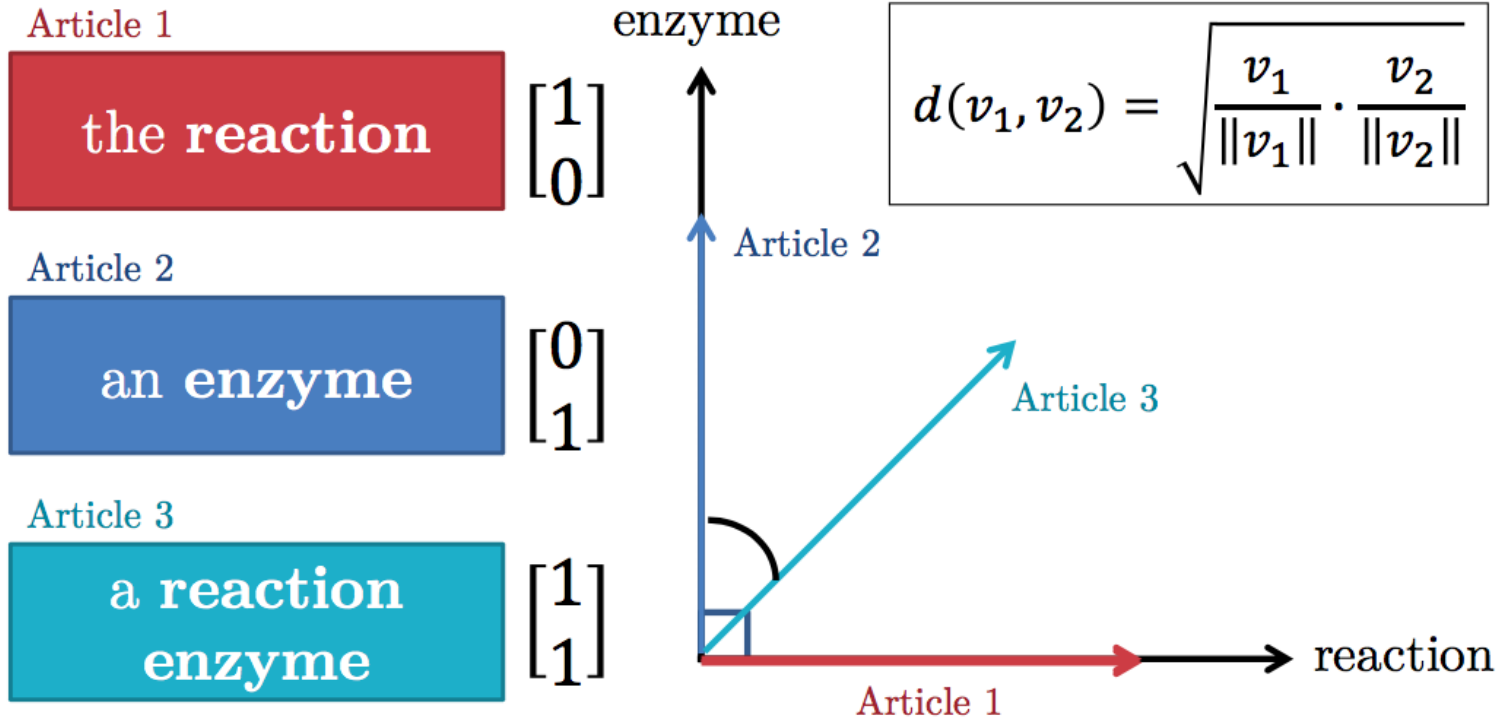 Article 1
the reaction
[1 0]
Article 2
an enzyme
[0 1]
Article 3
a reaction
enzyme
[1 1]
enzyme
Article 2
Article 3
Article 1
reaction
d(v₁, v₂) = √(v₁/‖v₁‖ · v₂/‖v₂‖)